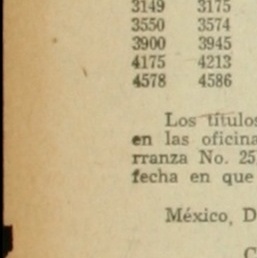 3149 3175
3550 3574
3900 3945
4175 4213
4578 4586
Los títulos
en las oficina
rranza No. 25
fecha en que
México, D
C